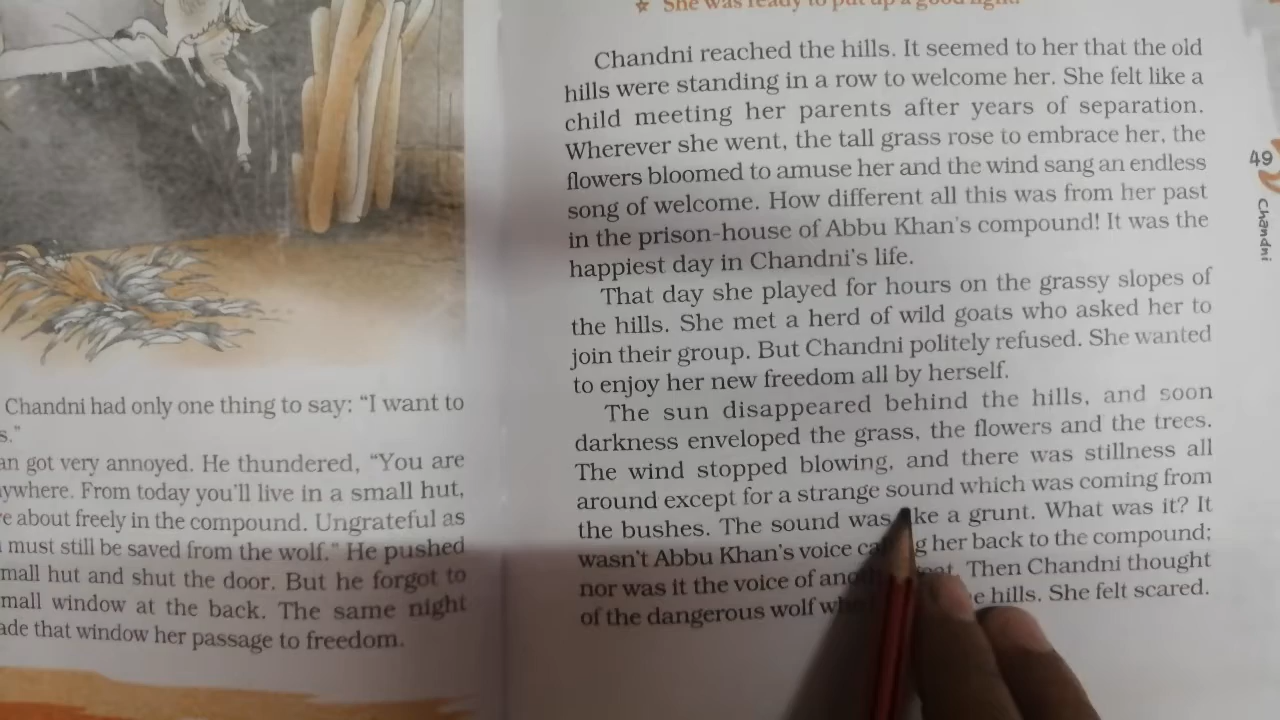 Chandni had only one thing to say: “I want to
s.”
an got very annoyed. He thundered, “You are
ywhere. From today you’ll live in a small hut,
e about freely in the compound. Ungrateful as
must still be saved from the wolf.” He pushed
mall hut and shut the door. But he forgot to
mall window at the back. The same night
ade that window her passage to freedom.
She was ready to put up a good fight.
Chandni reached the hills. It seemed to her that the old
hills were standing in a row to welcome her. She felt like a
child meeting her parents after years of separation.
Wherever she went, the tall grass rose to embrace her, the
flowers bloomed to amuse her and the wind sang an endless
song of welcome. How different all this was from her past
in the prison-house of Abbu Khan’s compound! It was the
happiest day in Chandni’s life.
That day she played for hours on the grassy slopes of
the hills. She met a herd of wild goats who asked her to
join their group. But Chandni politely refused. She wanted
to enjoy her new freedom all by herself.
The sun disappeared behind the hills, and soon
darkness enveloped the grass, the flowers and the trees.
The wind stopped blowing, and there was stillness all
around except for a strange sound which was coming from
the bushes. The sound was ke a grunt. What was it? It
wasn’t Abbu Khan’s voice ca g her back to the compound;
nor was it the voice of Then Chandni thought
of the dangerous wolf hills. She felt scared.
49
Chandni